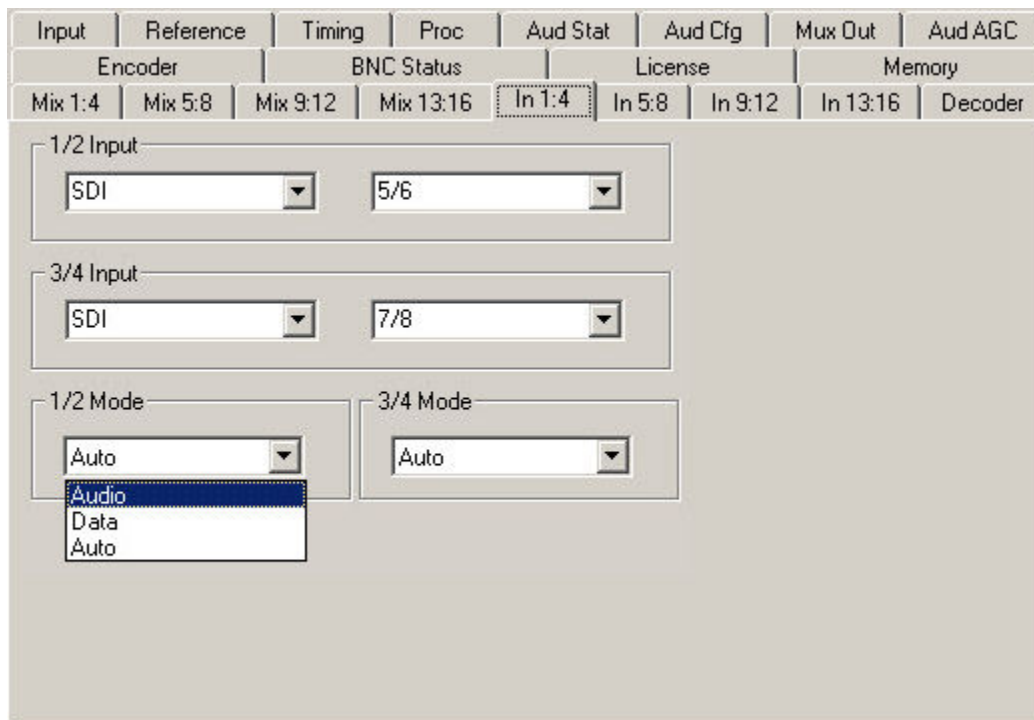 Input Reference Timing Proc Aud Stat Aud Cfg Mux Out Aud AGC
Encoder BNC Status License Memory
Mix 1:4 Mix 5:8 Mix 9:12 Mix 13:16 In 1:4 In 5:8 In 9:12 In 13:16 Decoder
1/2 Input
SDI 5/6
3/4 Input
SDI 7/8
1/2 Mode 3/4 Mode
Auto Auto
Audio
Data
Auto